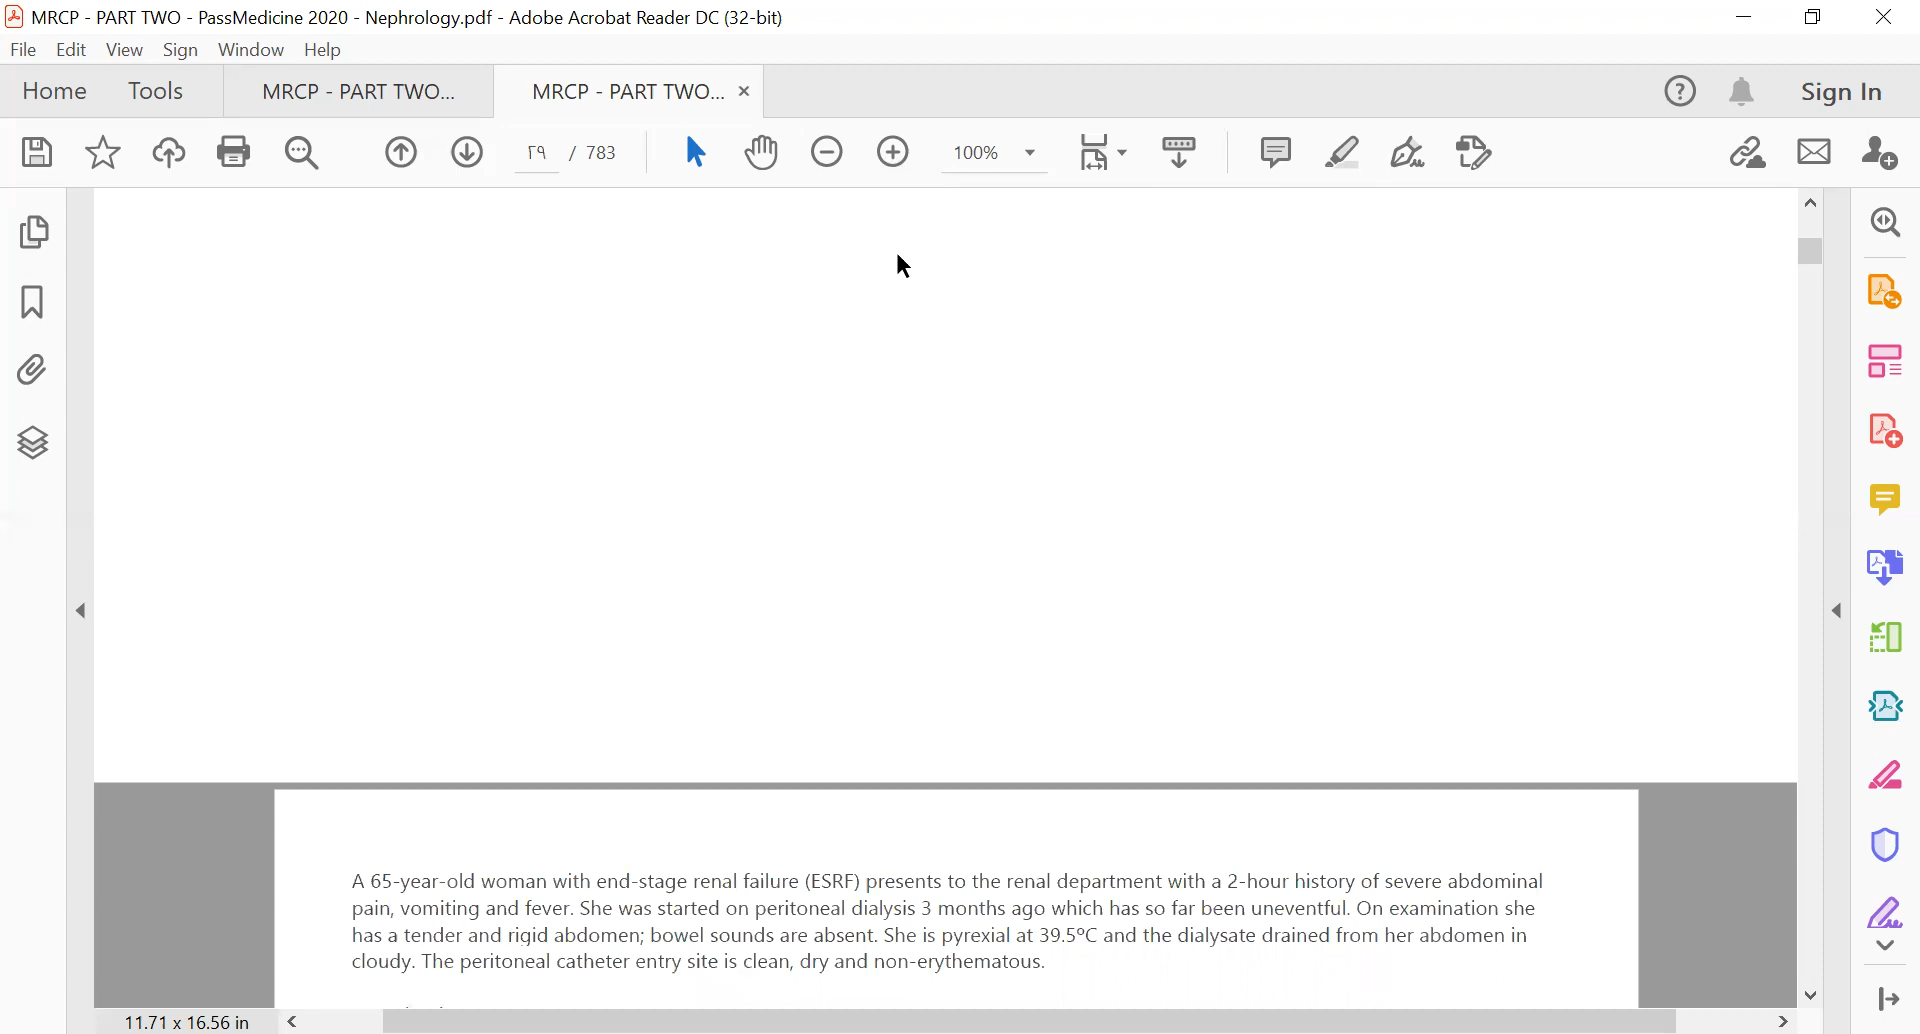 MRCP - PART TWO - PassMedicine 2020 - Nephrology.pdf - Adobe Acrobat Reader DC (32-bit)
File Edit View Sign Window Help
Home Tools MRCP - PART TWO... MRCP - PART TWO... × Sign In
٢٩ / 783 100%
A 65-year-old woman with end-stage renal failure (ESRF) presents to the renal department with a 2-hour history of severe abdominal
pain, vomiting and fever. She was started on peritoneal dialysis 3 months ago which has so far been uneventful. On examination she
has a tender and rigid abdomen; bowel sounds are absent. She is pyrexial at 39.5ºC and the dialysate drained from her abdomen in
cloudy. The peritoneal catheter entry site is clean, dry and non-erythematous.
11.71 x 16.56 in